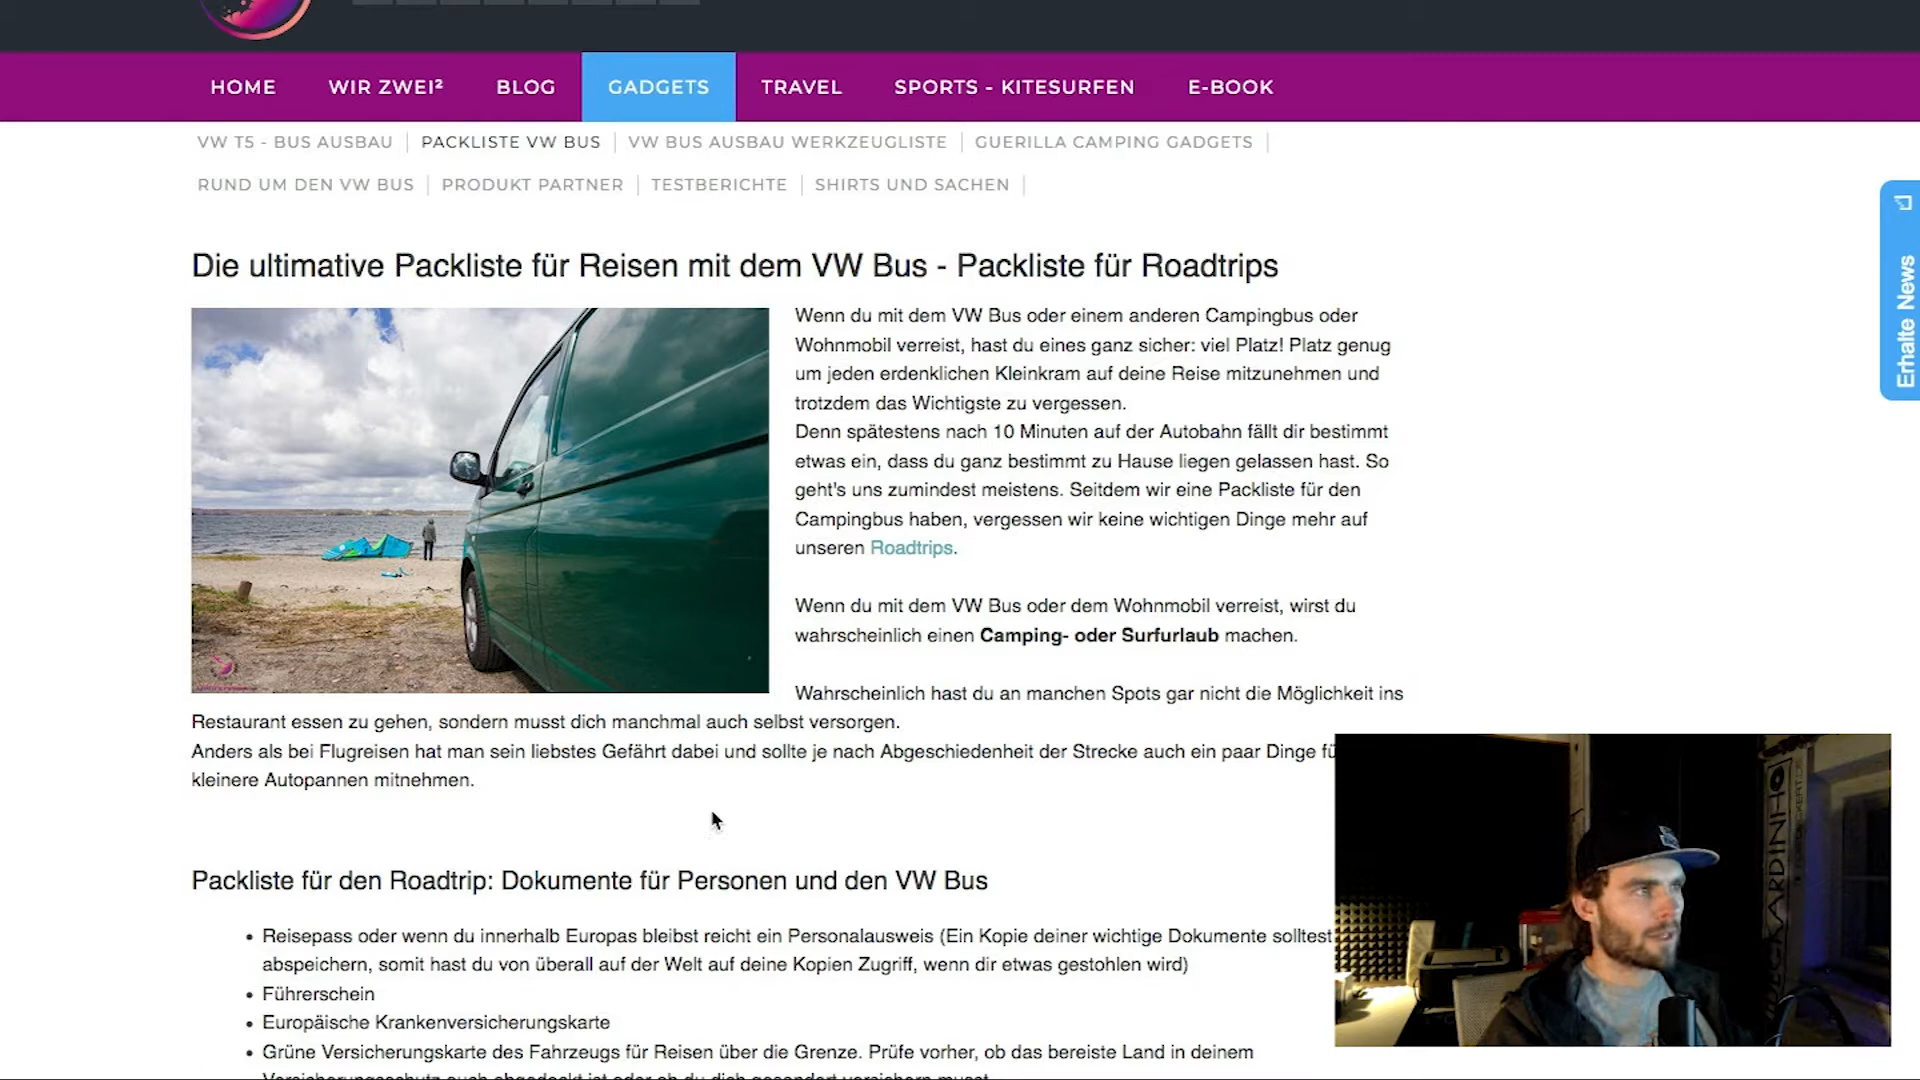 HOME WIR ZWEI² BLOG GADGETS TRAVEL SPORTS - KITESURFEN E-BOOK
VW T5 - BUS AUSBAU PACKLISTE VW BUS VW BUS AUSBAU WERKZEUGLISTE GUERILLA CAMPING GADGETS
RUND UM DEN VW BUS PRODUKT PARTNER TESTBERICHTE SHIRTS UND SACHEN
Erhalte News
Die ultimative Packliste für Reisen mit dem VW Bus - Packliste für Roadtrips
Wenn du mit dem VW Bus oder einem anderen Campingbus oder
Wohnmobil verreist, hast du eines ganz sicher: viel Platz! Platz genug
um jeden erdenklichen Kleinkram auf deine Reise mitzunehmen und
trotzdem das Wichtigste zu vergessen.
Denn spätestens nach 10 Minuten auf der Autobahn fällt dir bestimmt
etwas ein, dass du ganz bestimmt zu Hause liegen gelassen hast. So
geht's uns zumindest meistens. Seitdem wir eine Packliste für den
Campingbus haben, vergessen wir keine wichtigen Dinge mehr auf
unseren Roadtrips.
Wenn du mit dem VW Bus oder dem Wohnmobil verreist, wirst du
wahrscheinlich einen Camping- oder Surfurlaub machen.
Wahrscheinlich hast du an manchen Spots gar nicht die Möglichkeit ins
Restaurant essen zu gehen, sondern musst dich manchmal auch selbst versorgen.
Anders als bei Flugreisen hat man sein liebstes Gefährt dabei und sollte je nach Abgeschiedenheit der Strecke auch ein paar Dinge fü
kleinere Autopannen mitnehmen.
Packliste für den Roadtrip: Dokumente für Personen und den VW Bus
• Reisepass oder wenn du innerhalb Europas bleibst reicht ein Personalausweis (Ein Kopie deiner wichtige Dokumente solltest
abspeichern, somit hast du von überall auf der Welt auf deine Kopien Zugriff, wenn dir etwas gestohlen wird)
• Führerschein
• Europäische Krankenversicherungskarte
• Grüne Versicherungskarte des Fahrzeugs für Reisen über die Grenze. Prüfe vorher, ob das bereiste Land in deinem
Versicherungsschutz auch abgedeckt ist oder ob du dich gesondert versichern musst